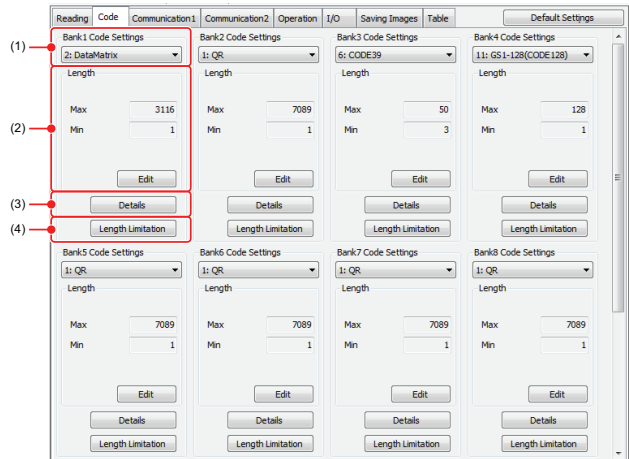 Reading Code Communication1 Communication2 Operation I/O Saving Images Table Default Settings
Bank1 Code Settings Bank2 Code Settings Bank3 Code Settings Bank4 Code Settings
(1) 2: DataMatrix 1: QR 6: CODE39 11: GS1-128(CODE128)
Length Length Length Length
Max 3116 Max 7089 Max 50 Max 128
(2) Min 1 Min 1 Min 3 Min 1
Edit Edit Edit Edit
(3) Details Details Details Details
(4) Length Limitation Length Limitation Length Limitation Length Limitation
Bank5 Code Settings Bank6 Code Settings Bank7 Code Settings Bank8 Code Settings
1: QR 1: QR 1: QR 1: QR
Length Length Length Length
Max 7089 Max 7089 Max 7089 Max 7089
Min 1 Min 1 Min 1 Min 1
Edit Edit Edit Edit
Details Details Details Details
Length Limitation Length Limitation Length Limitation Length Limitation